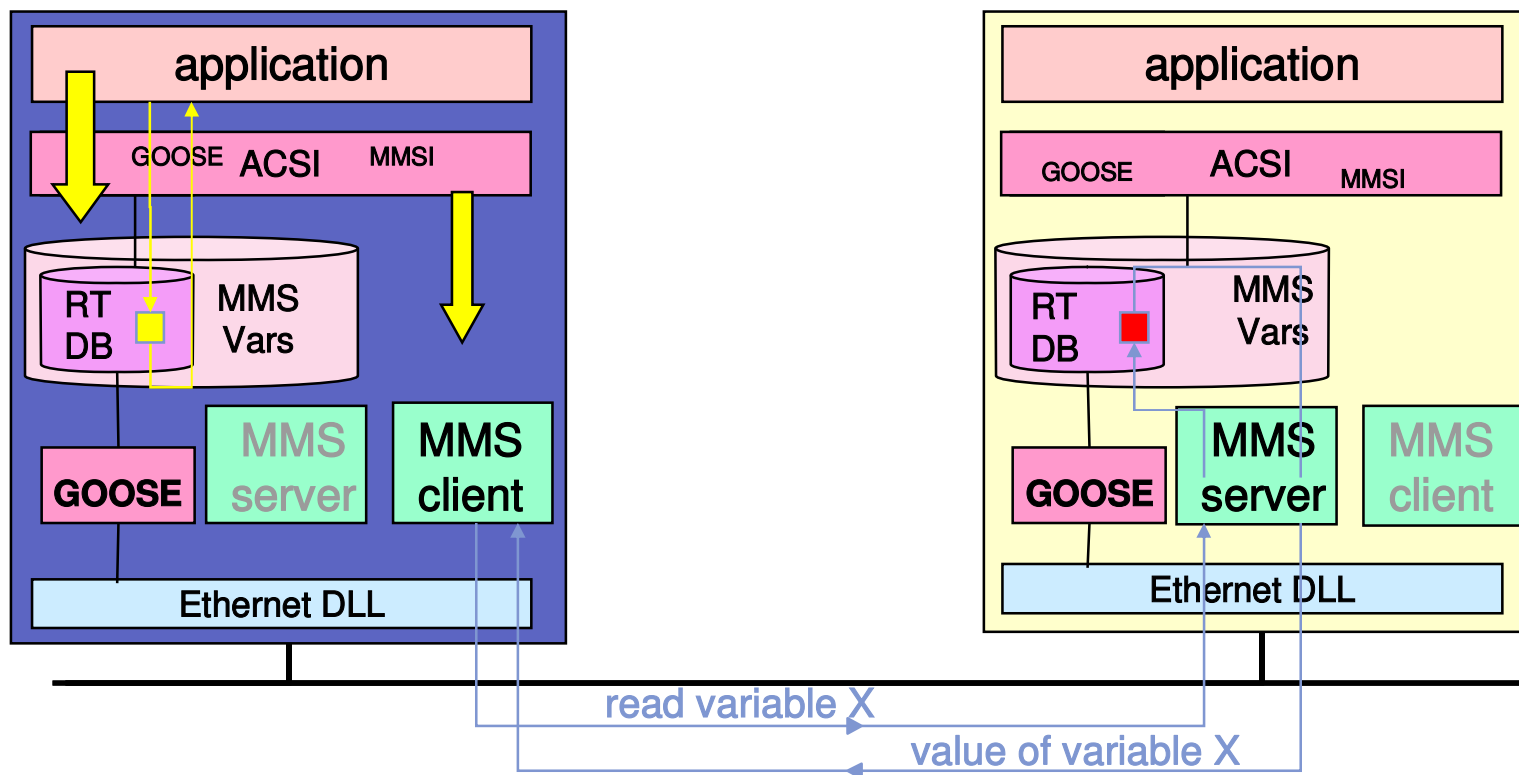 application
GOOSE ACSI MMSI
RT
DB
MMS
Vars
GOOSE
MMS
server
MMS
client
Ethernet DLL
application
GOOSE ACSI MMSI
RT
DB
MMS
Vars
GOOSE
MMS
server
MMS
client
Ethernet DLL
read variable X
value of variable X